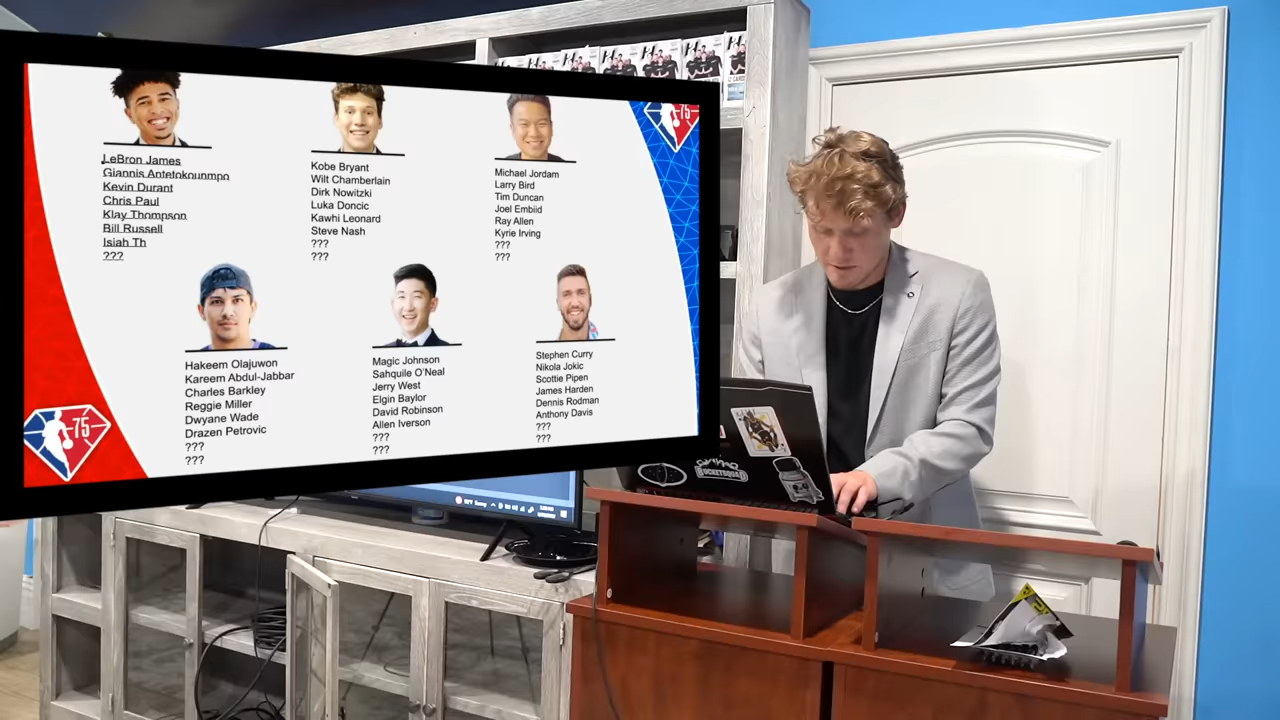 LeBron James
Giannis Antetokounmpo
Kevin Durant
Chris Paul
Klay Thompson
Bill Russell
Isiah Th
???
Kobe Bryant
Wilt Chamberlain
Dirk Nowitzki
Luka Doncic
Kawhi Leonard
Steve Nash
???
???
Michael Jordam
Larry Bird
Tim Duncan
Joel Embiid
Ray Allen
Kyrie Irving
???
???
75
Hakeem Olajuwon
Kareem Abdul-Jabbar
Charles Barkley
Reggie Miller
Dwyane Wade
Drazen Petrovic
???
???
Magic Johnson
Sahquile O'Neal
Jerry West
Elgin Baylor
David Robinson
Allen Iverson
???
???
Stephen Curry
Nikola Jokic
Scottie Pipen
James Harden
Dennis Rodman
Anthony Davis
???
???
75
BUCKETSQUAD